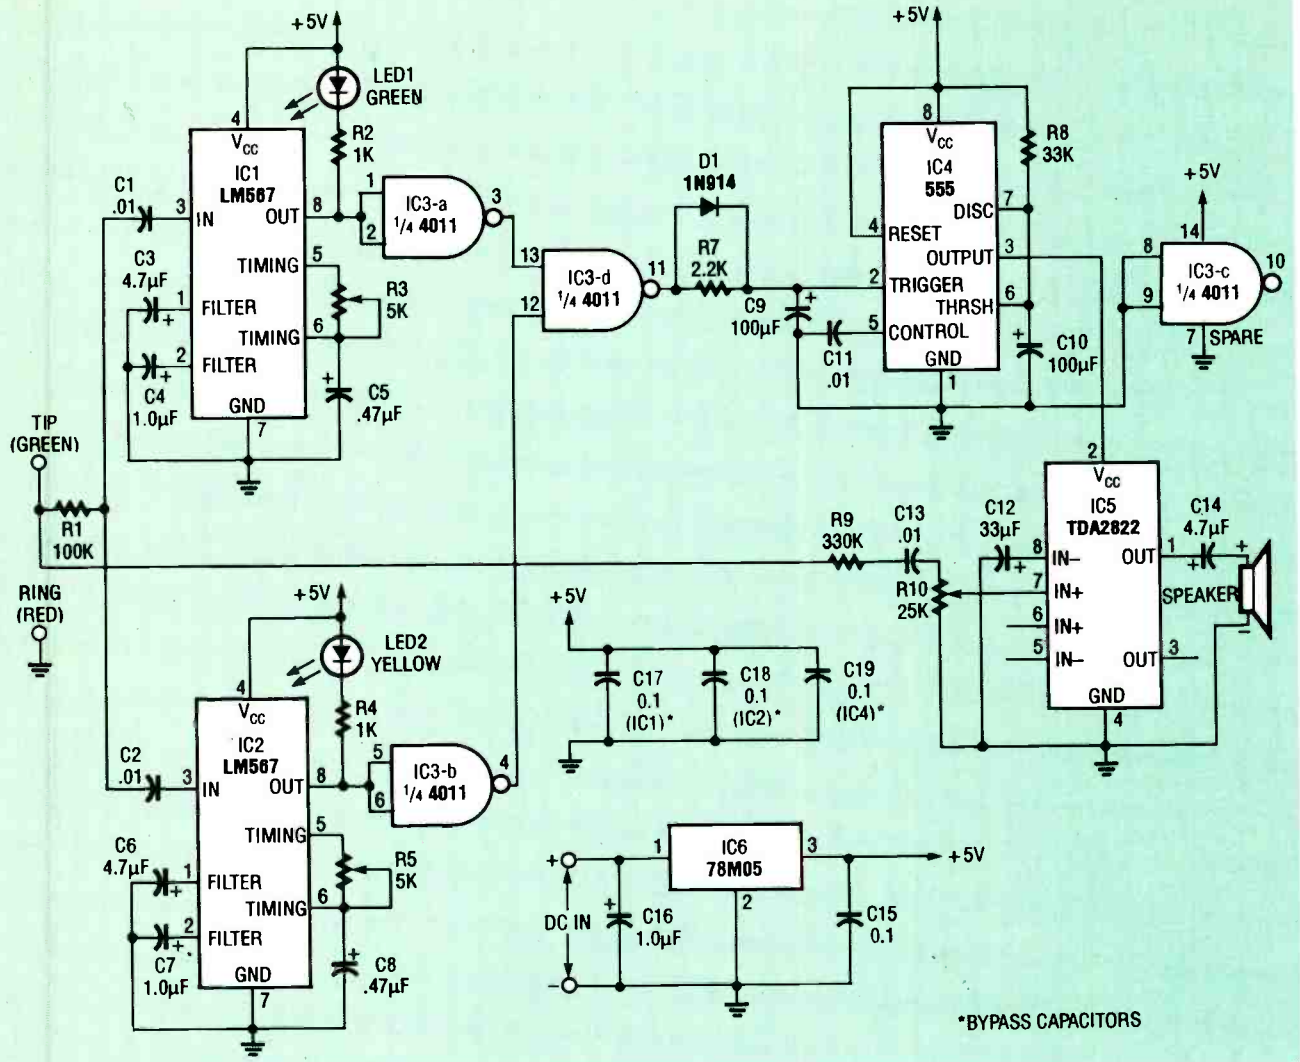 +5V
LED1
GREEN
R2
1K
4
VCC
IC1
LM567
C1
.01
3
IN
OUT
8
1
2
IC3-a
1/4 4011
3
TIMING
5
C3
4.7µF
1
+
FILTER
R3
5K
TIMING
6
2
+
FILTER
C4
1.0µF
+
C5
.47µF
GND
7
TIP
(GREEN)
R1
100K
RING
(RED)
13
12
IC3-d
1/4 4011
11
D1
1N914
R7
2.2K
C9
100µF
+
C11
.01
+5V
8
VCC
IC4
555
R8
33K
DISC
7
4
RESET
OUTPUT
3
2
TRIGGER
THRSH
6
5
CONTROL
GND
1
+
C10
100µF
+5V
14
8
9
IC3-c
1/4 4011
10
7
SPARE
R9
330K
C13
.01
R10
25K
C12
33µF
+
2
VCC
IC5
TDA2822
8
IN–
OUT
1
C14
4.7µF
+
+
7
IN+
SPEAKER
6
IN+
–
5
IN–
OUT
3
GND
4
+5V
LED2
YELLOW
R4
1K
4
VCC
IC2
LM567
C2
.01
3
IN
OUT
8
5
6
IC3-b
1/4 4011
4
TIMING
5
C6
4.7µF
1
+
FILTER
R5
5K
TIMING
6
2
+
FILTER
C7
1.0µF
+
C8
.47µF
GND
7
+5V
C17
0.1
(IC1)*
C18
0.1
(IC2)*
C19
0.1
(IC4)*
+
DC IN
–
+
C16
1.0µF
1
IC6
78M05
3
2
C15
0.1
+5V
*BYPASS CAPACITORS